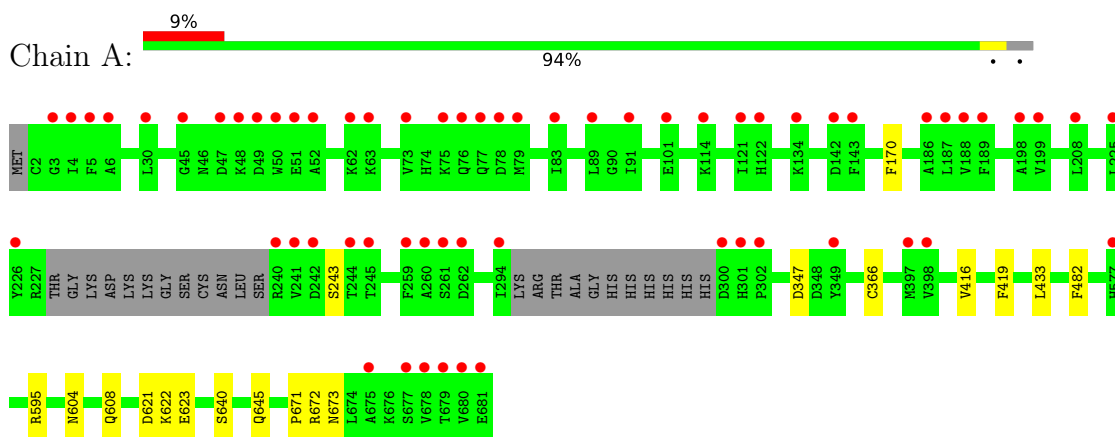 9%
Chain A:
94%
MET C2 G3 I4 F5 A6 L30 G45 N46 D47 K48 D49 W50 E51 A52 K62 K63 V73 H74 K75 Q76 Q77 D78 M79 I83 L89 G90 I91 E101 K114 I121 H122 K134 D142 F143 F170 A186 L187 V188 F189 A198 V199 L208 L225
Y226 R227 THR GLY LYS ASP LYS LYS GLY SER CYS ASN LEU SER R240 V241 D242 S243 T244 T245 F259 A260 S261 D262 I294 LYS ARG THR ALA GLY HIS HIS HIS HIS HIS HIS D300 H301 P302 D347 D348 Y349 C366 M397 V398 V416 F419 L433 F482 H577
R595 N604 Q608 D621 K622 E623 S640 Q645 P671 R672 N673 L674 A675 K676 S677 V678 T679 V680 E681